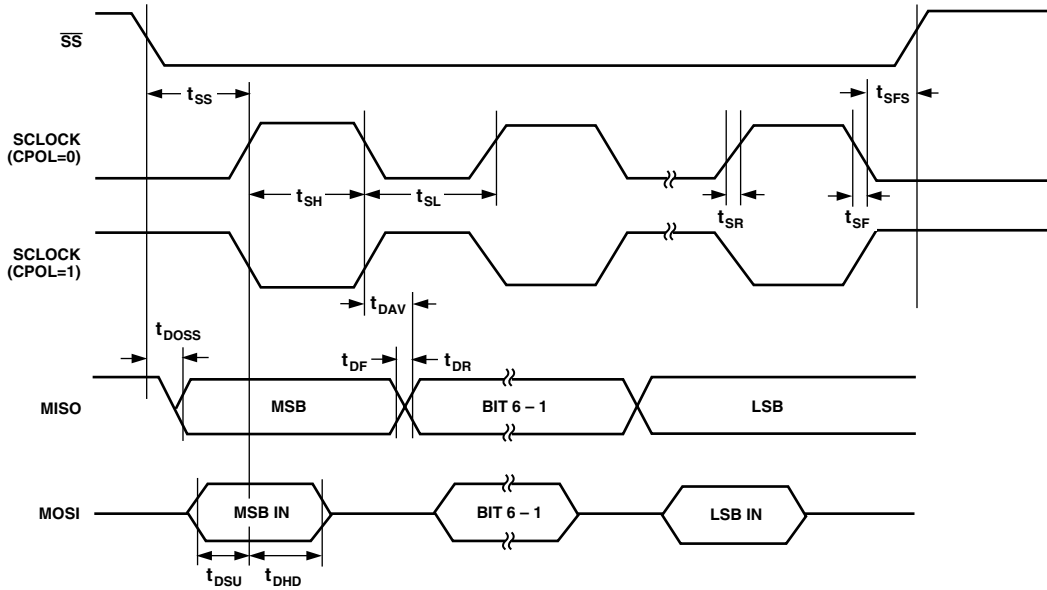 SS
tSS
tSFS
SCLOCK
(CPOL=0)
tSH
tSL
tSR
tSF
SCLOCK
(CPOL=1)
tDAV
tDOSS
tDF
tDR
MISO
MSB
BIT 6 – 1
LSB
MOSI
MSB IN
BIT 6 – 1
LSB IN
tDSU
tDHD